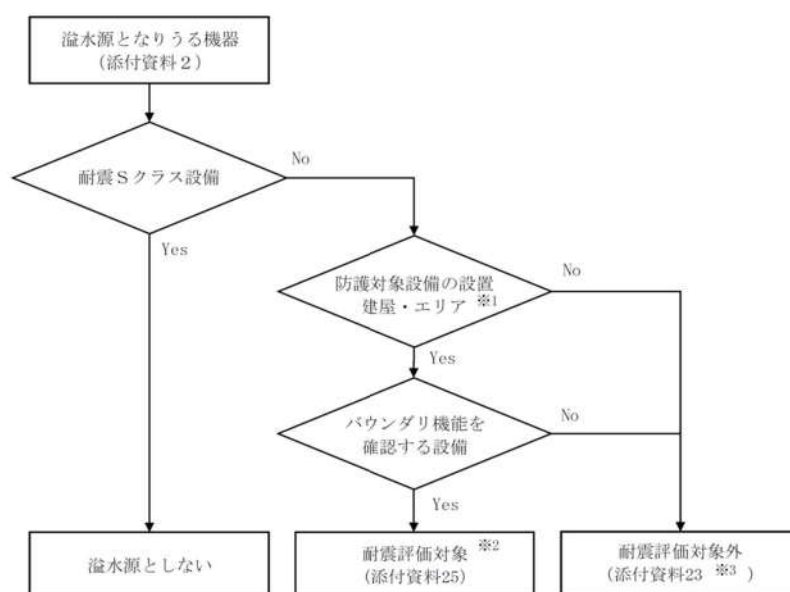 溢水源となりうる機器
（添付資料２）
耐震Ｓクラス設備
No
Yes
防護対象設備の設置
建屋・エリア ※1
No
Yes
バウンダリ機能を
確認する設備
No
Yes
溢水源としない
耐震評価対象 ※2
(添付資料25)
耐震評価対象外
(添付資料23 ※3 )